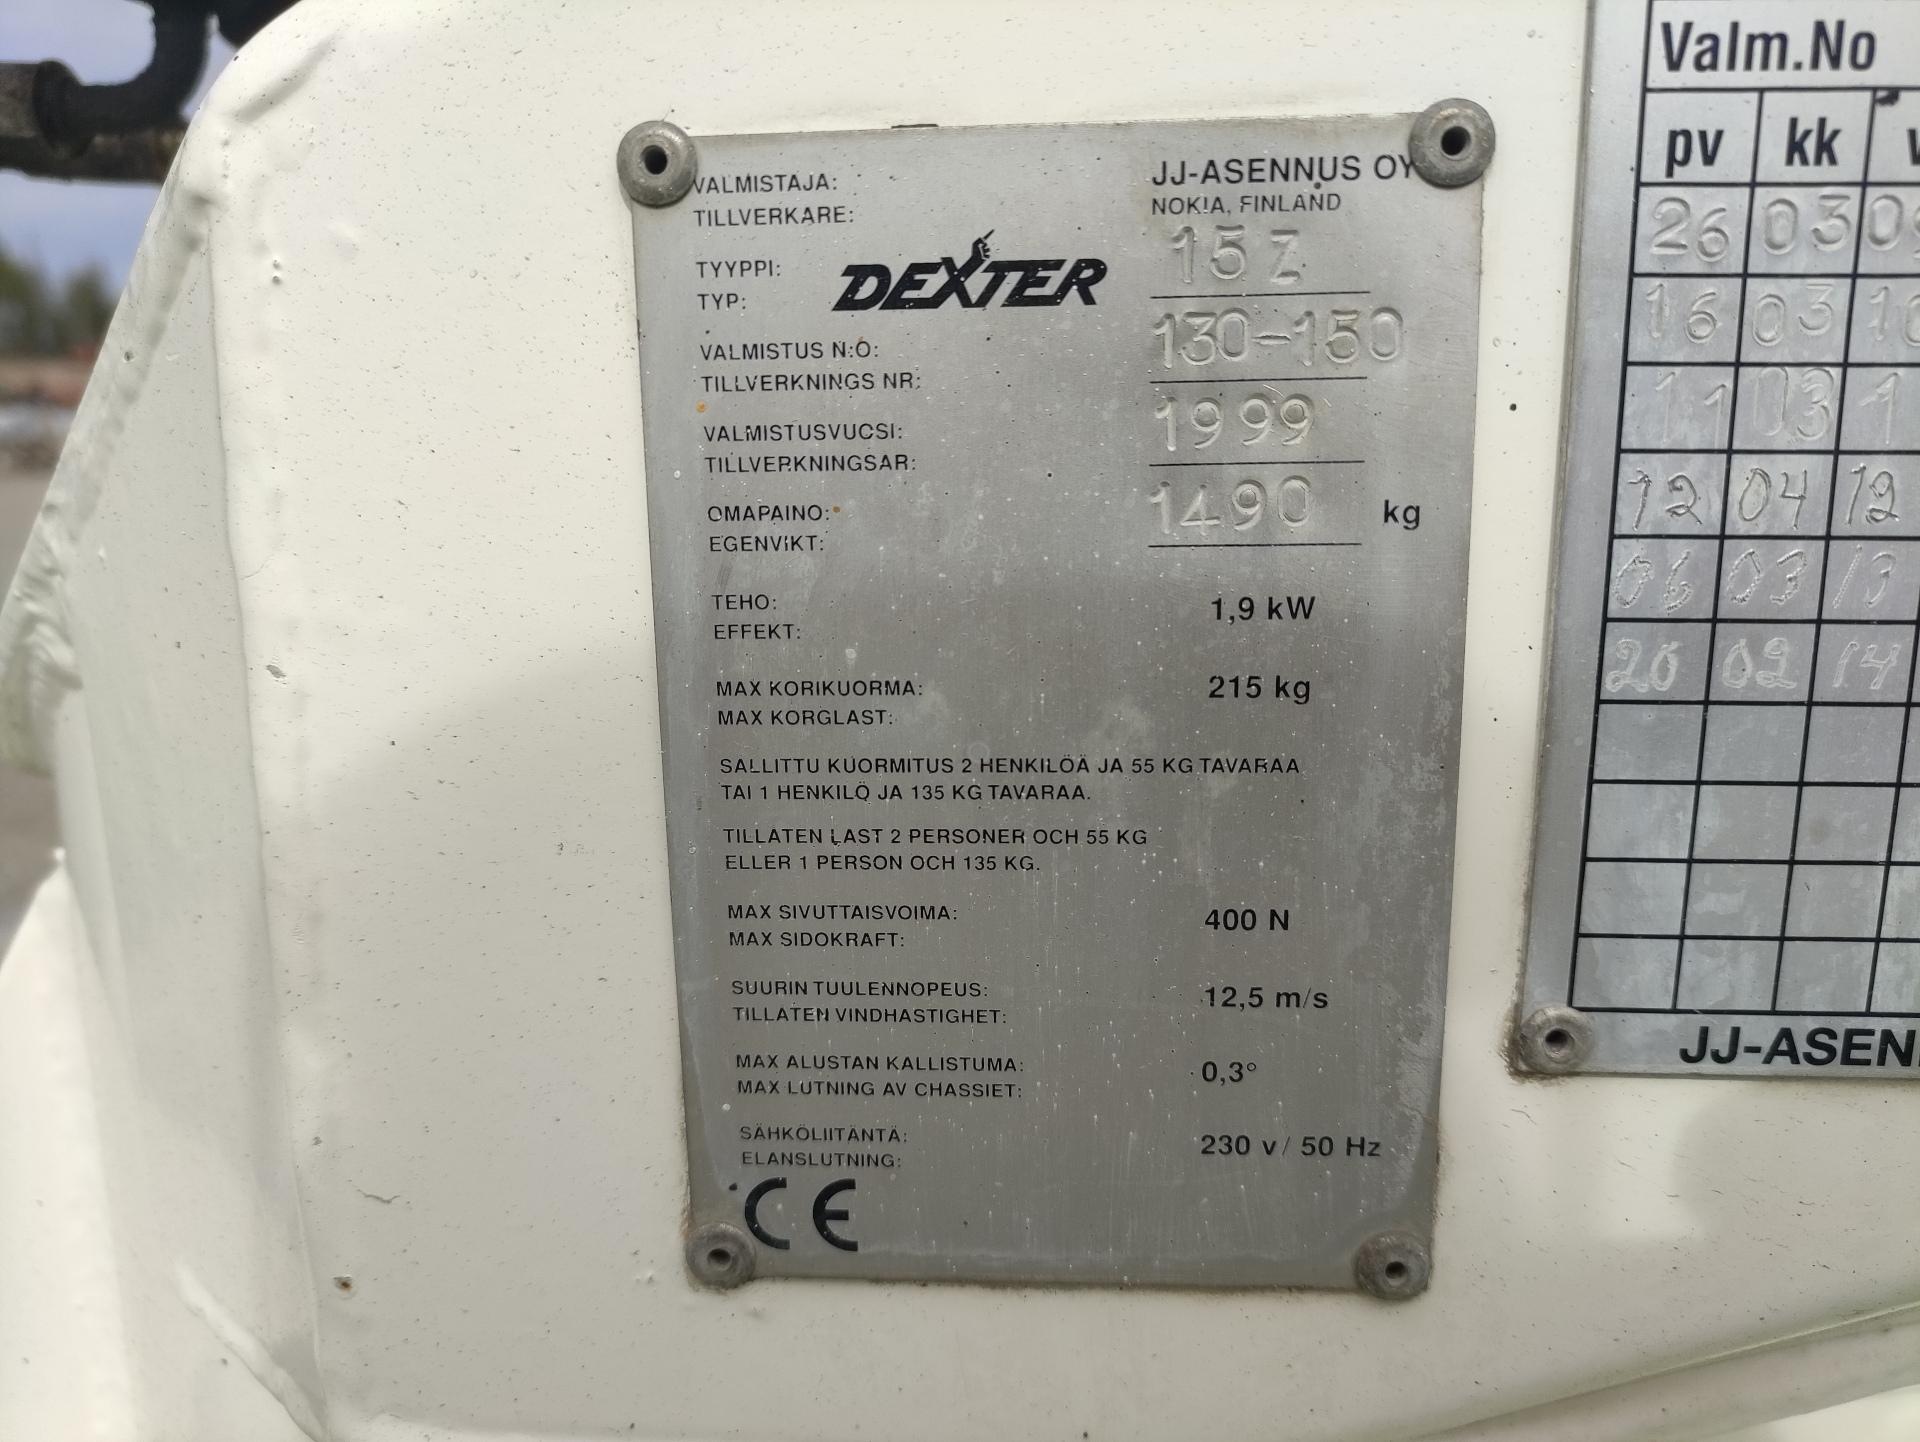 VALMISTAJA: JJ-ASENNUS OY
TILLVERKARE: NOKIA, FINLAND
TYYPPI: DEXTER 15 Z
TYP:
VALMISTUS N:O: 130-150
TILLVERKNINGS NR:
VALMISTUSVUOSI: 1999
TILLVERKNINGSAR:
OMAPAINO: 1490 kg
EGENVIKT:
TEHO: 1,9 kW
EFFEKT:
MAX KORIKUORMA: 215 kg
MAX KORGLAST:
SALLITTU KUORMITUS 2 HENKILÖÄ JA 55 KG TAVARAA
TAI 1 HENKILÖ JA 135 KG TAVARAA.
TILLATEN LAST 2 PERSONER OCH 55 KG
ELLER 1 PERSON OCH 135 KG.
MAX SIVUTTAISVOIMA: 400 N
MAX SIDOKRAFT:
SUURIN TUULENNOPEUS: 12,5 m/s
TILLATEN VINDHASTIGHET:
MAX ALUSTAN KALLISTUMA: 0,3°
MAX LUTNING AV CHASSIET:
SÄHKÖLIITÄNTÄ: 230 v/ 50 Hz
ELANSLUTNING:
CE
Valm.No
pv kk
26 03
16 03 10
11 03
12 04 12
06 03 13
20 02 14